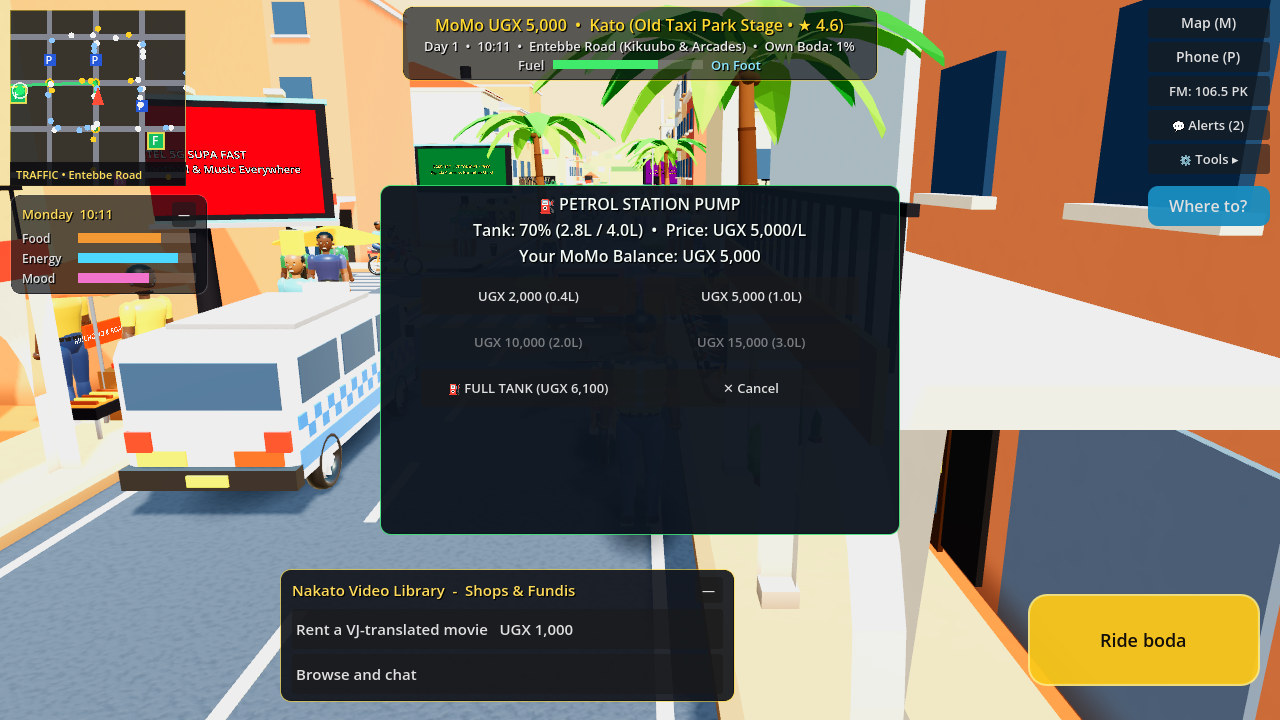 MoMo UGX 5,000 • Kato (Old Taxi Park Stage • ★ 4.6)
Day 1 • 10:11 • Entebbe Road (Kikuubo & Arcades) • Own Boda: 1%
Fuel On Foot
P P
F
TRAFFIC • Entebbe Road
SUPA FAST
& Music Everywhere
Map (M)
Phone (P)
FM: 106.5 PK
💬 Alerts (2)
⚙️ Tools ▸
Where to?
Monday 10:11 —
Food
Energy
Mood
⛽ PETROL STATION PUMP
Tank: 70% (2.8L / 4.0L) • Price: UGX 5,000/L
Your MoMo Balance: UGX 5,000
UGX 2,000 (0.4L) UGX 5,000 (1.0L)
UGX 10,000 (2.0L) UGX 15,000 (3.0L)
⛽ FULL TANK (UGX 6,100) ✕ Cancel
Nakato Video Library - Shops & Fundis —
Rent a VJ-translated movie UGX 1,000
Browse and chat
Ride boda